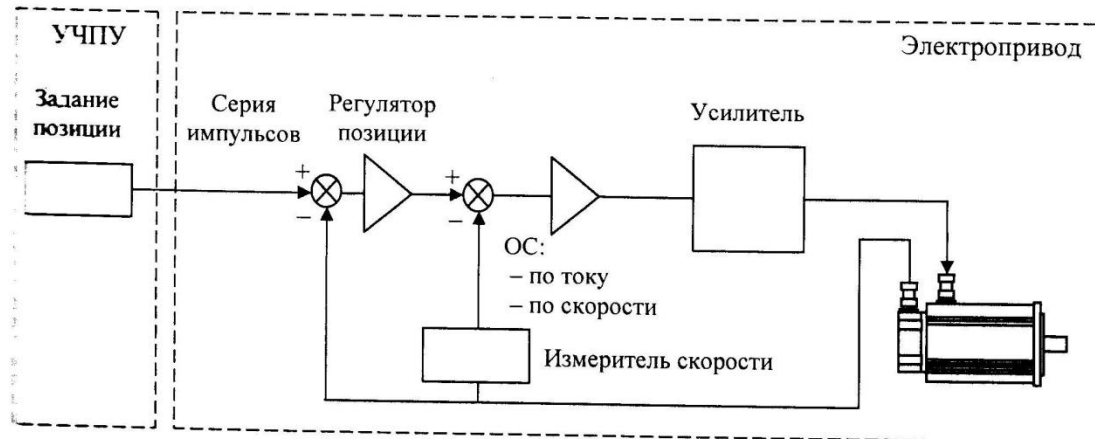 УЧПУ
Электропривод
Задание
позиции
Серия
импульсов
Регулятор
позиции
Усилитель
+
−
+
−
ОС:
– по току
– по скорости
Измеритель скорости